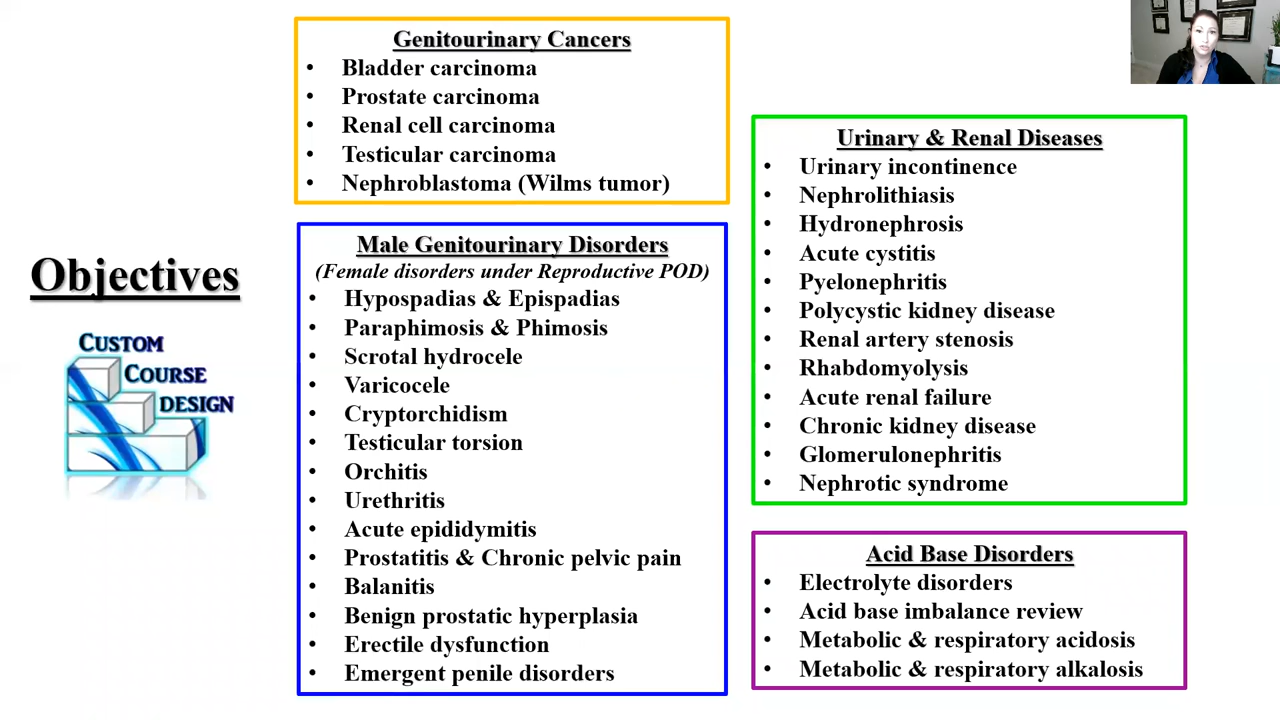 Objectives
CUSTOM
COURSE
DESIGN
Genitourinary Cancers
• Bladder carcinoma
• Prostate carcinoma
• Renal cell carcinoma
• Testicular carcinoma
• Nephroblastoma (Wilms tumor)
Male Genitourinary Disorders
(Female disorders under Reproductive POD)
• Hypospadias & Epispadias
• Paraphimosis & Phimosis
• Scrotal hydrocele
• Varicocele
• Cryptorchidism
• Testicular torsion
• Orchitis
• Urethritis
• Acute epididymitis
• Prostatitis & Chronic pelvic pain
• Balanitis
• Benign prostatic hyperplasia
• Erectile dysfunction
• Emergent penile disorders
Urinary & Renal Diseases
• Urinary incontinence
• Nephrolithiasis
• Hydronephrosis
• Acute cystitis
• Pyelonephritis
• Polycystic kidney disease
• Renal artery stenosis
• Rhabdomyolysis
• Acute renal failure
• Chronic kidney disease
• Glomerulonephritis
• Nephrotic syndrome
Acid Base Disorders
• Electrolyte disorders
• Acid base imbalance review
• Metabolic & respiratory acidosis
• Metabolic & respiratory alkalosis